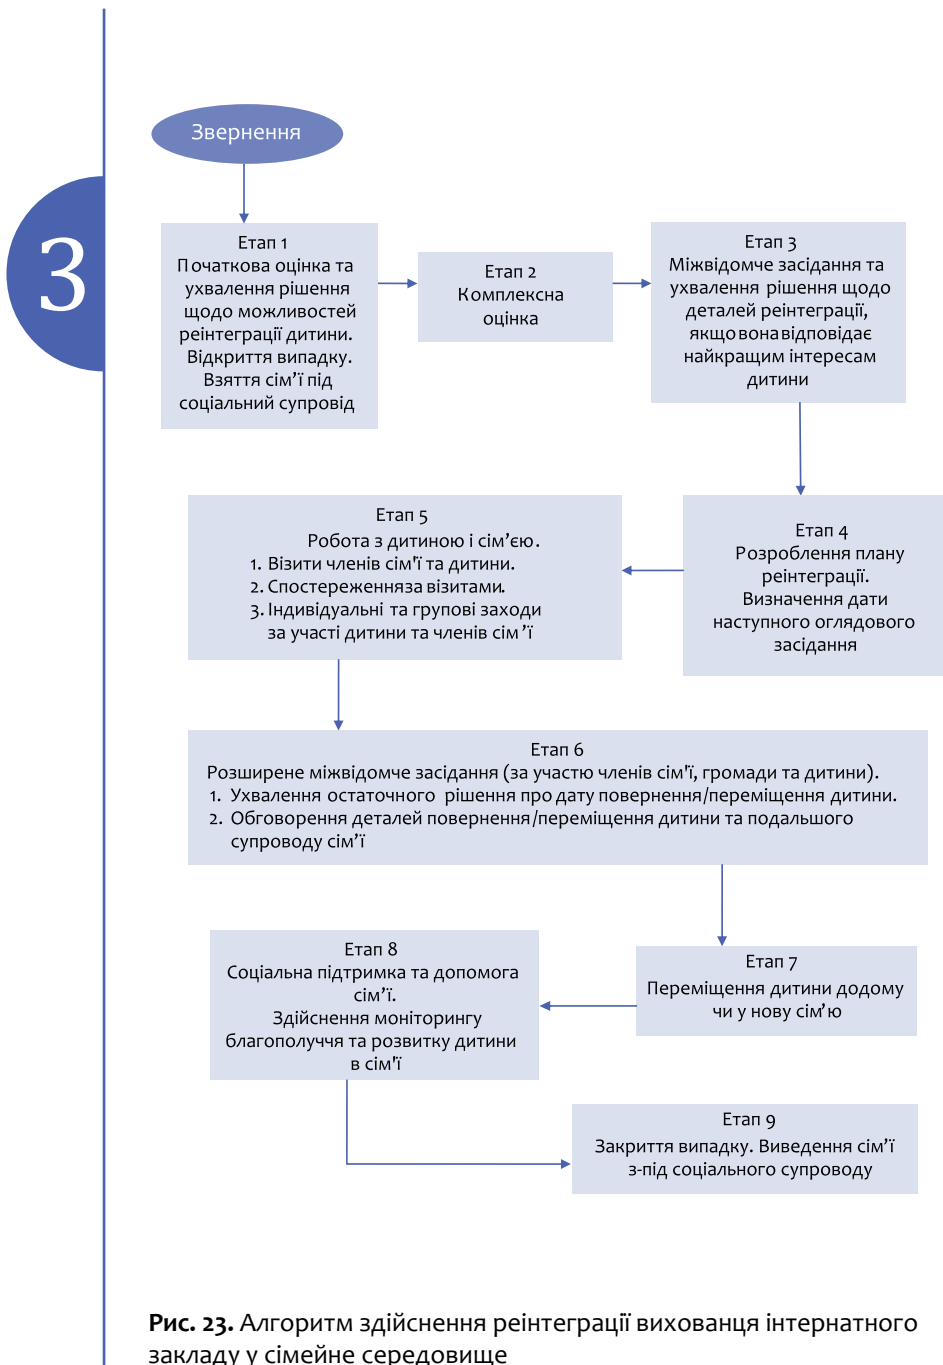 Звернення
3
Етап 1
Початкова оцінка та
ухвалення рішення
щодо можливостей
реінтеграції дитини.
Відкриття випадку.
Взяття сім’ї під
соціальний супровід
Етап 2
Комплексна
оцінка
Етап 3
Міжвідомче засідання та
ухвалення рішення щодо
деталей реінтеграції,
якщо вона відповідає
найкращим інтересам
дитини
Етап 4
Розроблення плану
реінтеграції.
Визначення дати
наступного оглядового
засідання
Етап 5
Робота з дитиною і сім’єю.
1. Візити членів сім'ї та дитини.
2. Спостереженняза візитами.
3. Індивідуальні та групові заходи
за участі дитини та членів сім’ї
Етап 6
Розширене міжвідомче засідання (за участю членів сім'ї, громади та дитини).
1. Ухвалення остаточного рішення про дату повернення/переміщення дитини.
2. Обговорення деталей повернення/переміщення дитини та подальшого
супроводу сім’ї
Етап 7
Переміщення дитини додому
чи у нову сім’ю
Етап 8
Соціальна підтримка та допомога
сім’ї.
Здійснення моніторингу
благополуччя та розвитку дитини
в сім'ї
Етап 9
Закриття випадку. Виведення сім’ї
з-під соціального супроводу
Рис. 23. Алгоритм здійснення реінтеграції вихованця інтернатного
закладу у сімейне середовище